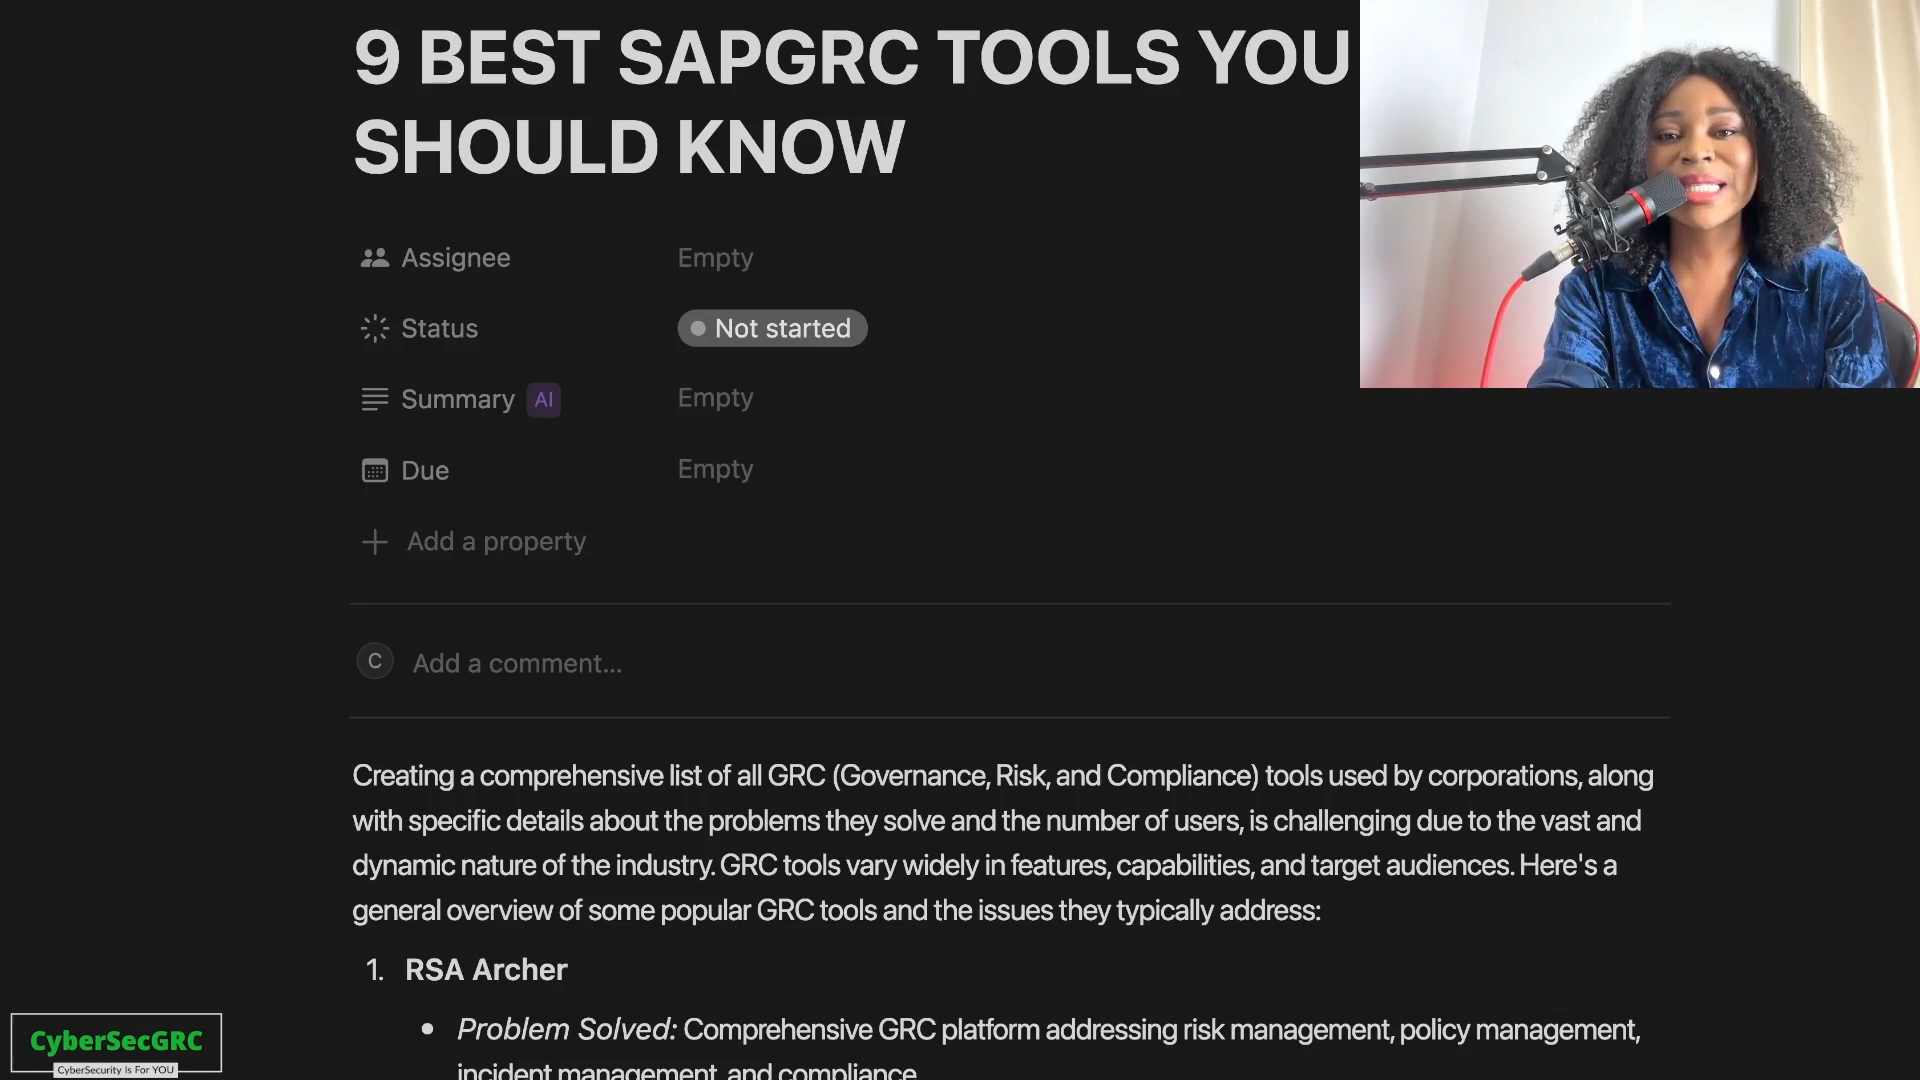 9 BEST SAPGRC TOOLS YOU
SHOULD KNOW
Assignee Empty
Status Not started
Summary AI Empty
Due Empty
Add a property
C Add a comment...
Creating a comprehensive list of all GRC (Governance, Risk, and Compliance) tools used by corporations, along
with specific details about the problems they solve and the number of users, is challenging due to the vast and
dynamic nature of the industry. GRC tools vary widely in features, capabilities, and target audiences. Here's a
general overview of some popular GRC tools and the issues they typically address:
1. RSA Archer
• Problem Solved: Comprehensive GRC platform addressing risk management, policy management,
incident management, and compliance
CyberSecGRC
CyberSecurity Is For YOU